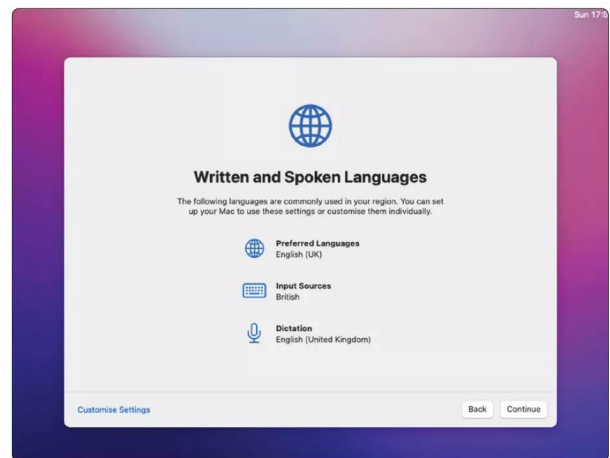 Sun 17:5
Written and Spoken Languages
The following languages are commonly used in your region. You can set
up your Mac to use these settings or customise them individually.
Preferred Languages
English (UK)
Input Sources
British
Dictation
English (United Kingdom)
Customise Settings
Back
Continue